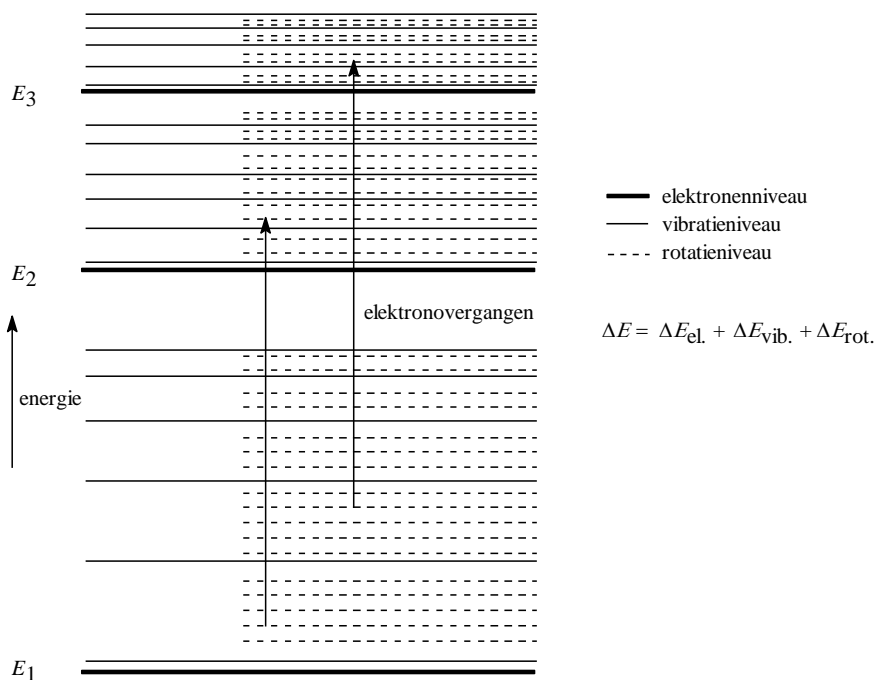 E3
elektronenniveau
vibratieniveau
rotatieniveau
E2
elektronovergangen
ΔE = ΔEel. + ΔEvib. + ΔErot.
energie
E1